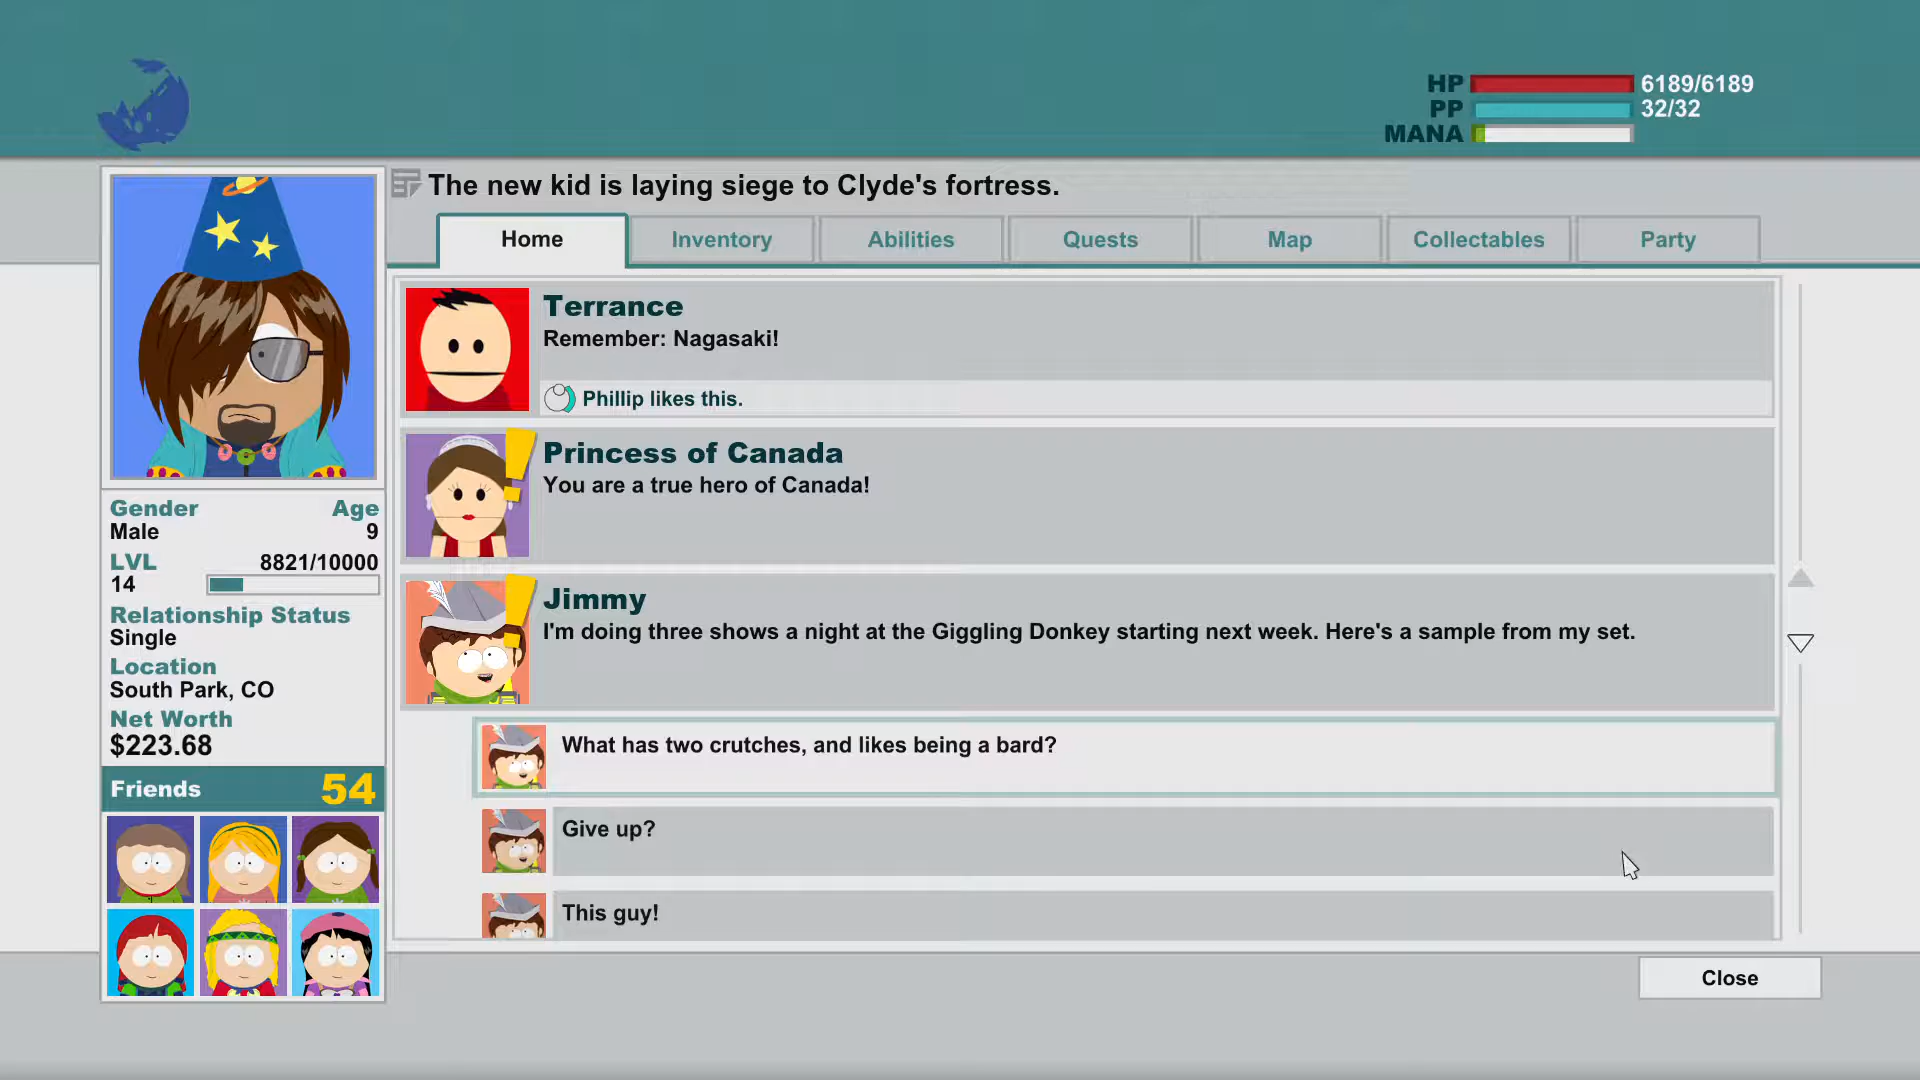 HP 6189/6189
PP 32/32
MANA
The new kid is laying siege to Clyde's fortress.
Home Inventory Abilities Quests Map Collectables Party
Terrance
Remember: Nagasaki!
Phillip likes this.
Princess of Canada
You are a true hero of Canada!
Jimmy
I'm doing three shows a night at the Giggling Donkey starting next week. Here's a sample from my set.
What has two crutches, and likes being a bard?
Give up?
This guy!
Gender Age
Male 9
LVL 8821/10000
14
Relationship Status
Single
Location
South Park, CO
Net Worth
$223.68
Friends 54
Close